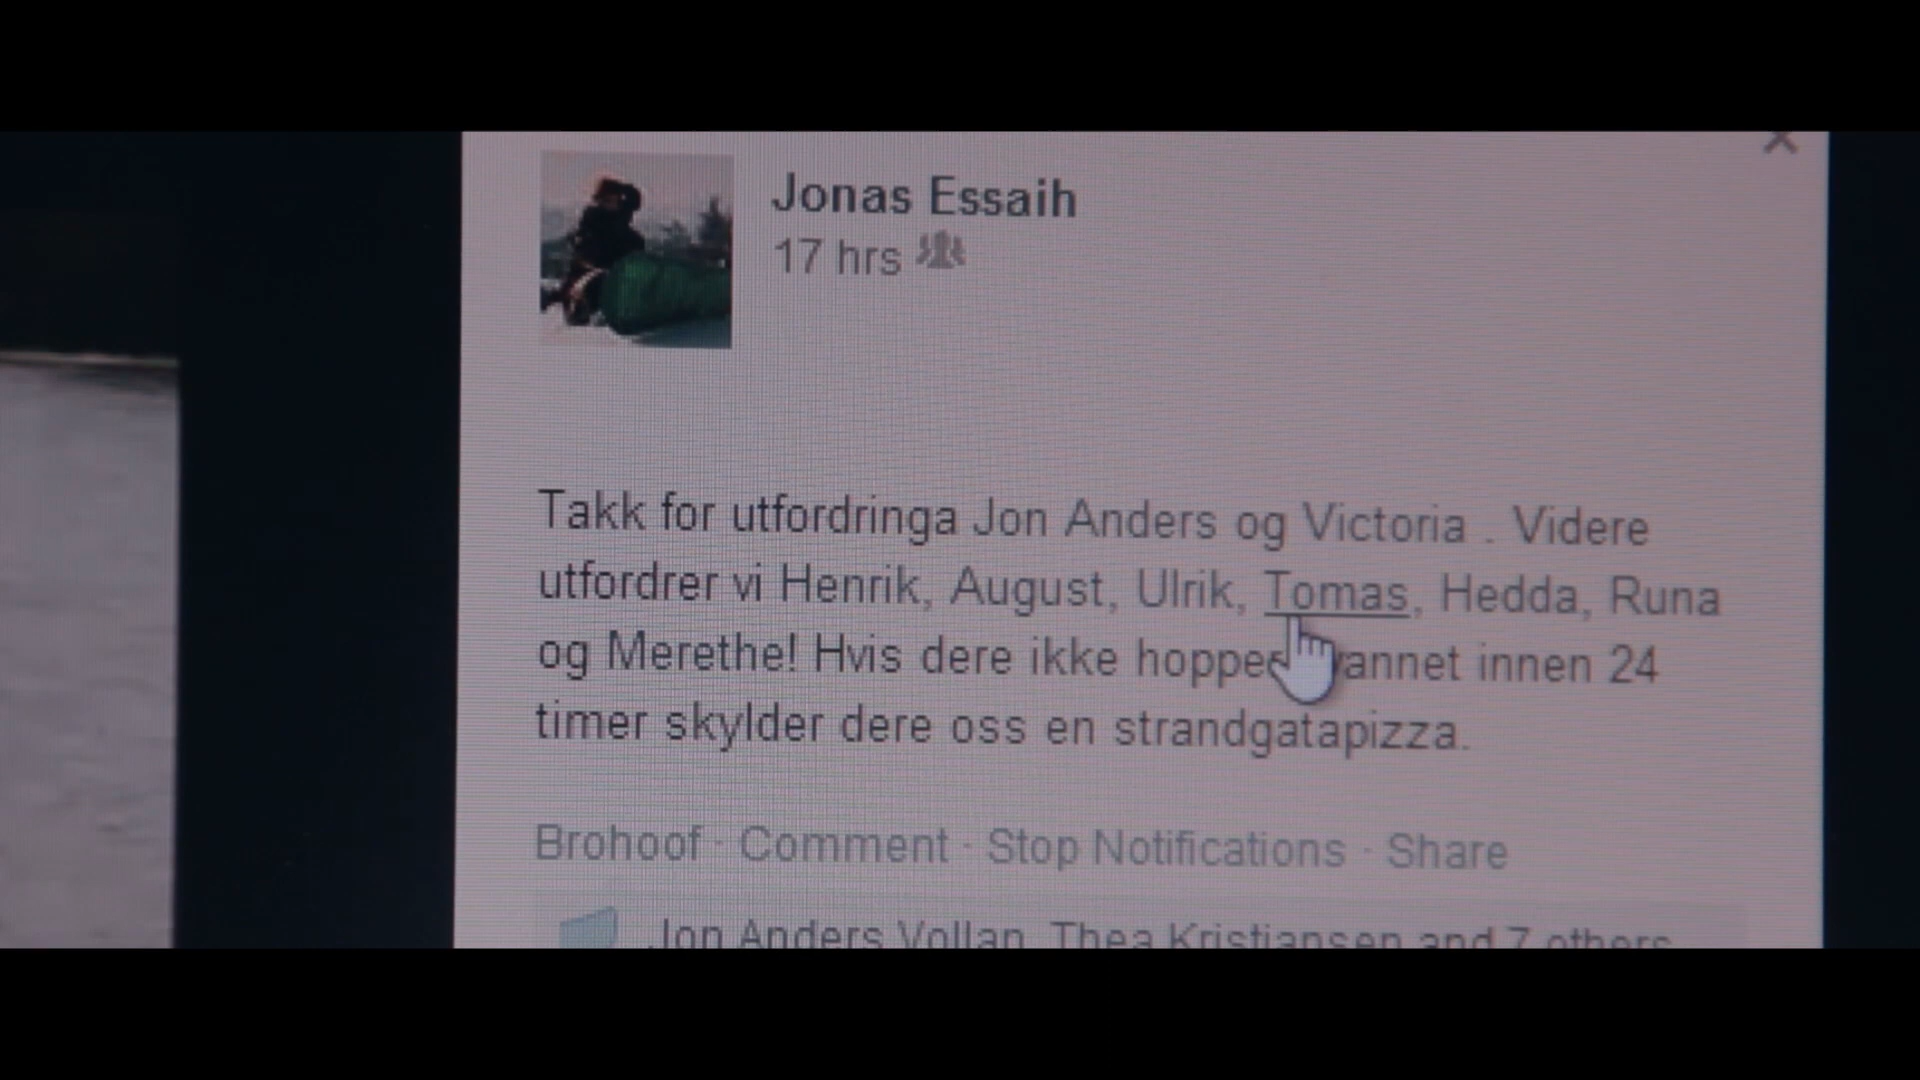 Jonas Essaih
17 hrs
Takk for utfordringa Jon Anders og Victoria . Videre
utfordrer vi Henrik, August, Ulrik, Tomas, Hedda, Runa
og Merethe! Hvis dere ikke hopper innen 24
timer skylder dere oss en strandgatapizza.
Brohoof · Comment · Stop Notifications · Share
Jon Anders Vollan, Thea Kristiansen and 7 others